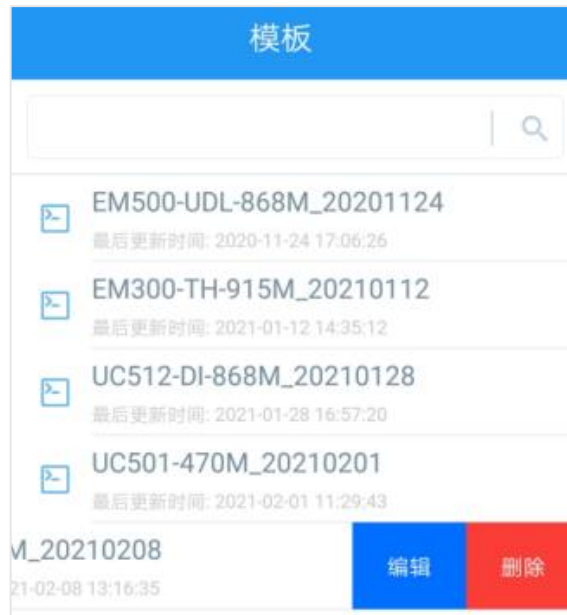 模板
EM500-UDL-868M_20201124
最后更新时间: 2020-11-24 17:06:26
EM300-TH-915M_20210112
最后更新时间: 2021-01-12 14:35:12
UC512-DI-868M_20210128
最后更新时间: 2021-01-28 16:57:20
UC501-470M_20210201
最后更新时间: 2021-02-01 11:29:43
M_20210208
21-02-08 13:16:35
编辑
删除